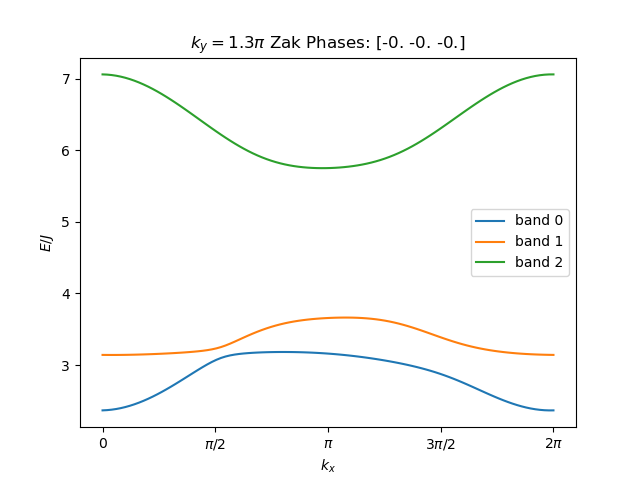 k_y = 1.3π Zak Phases: [-0. -0. -0.]
7
6
5
4
3
E/J
band 0
band 1
band 2
0
π/2
π
3π/2
2π
k_x